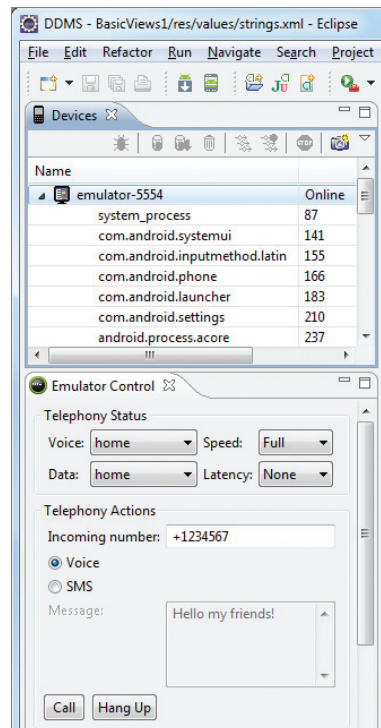 DDMS - BasicViews1/res/values/strings.xml - Eclipse
File Edit Refactor Run Navigate Search Project
Devices
Name
emulator-5554 Online
system_process 87
com.android.systemui 141
com.android.inputmethod.latin 155
com.android.phone 166
com.android.launcher 183
com.android.settings 210
android.process.acore 237
Emulator Control
Telephony Status
Voice: home Speed: Full
Data: home Latency: None
Telephony Actions
Incoming number: +1234567
Voice
SMS
Message: Hello my friends!
Call Hang Up